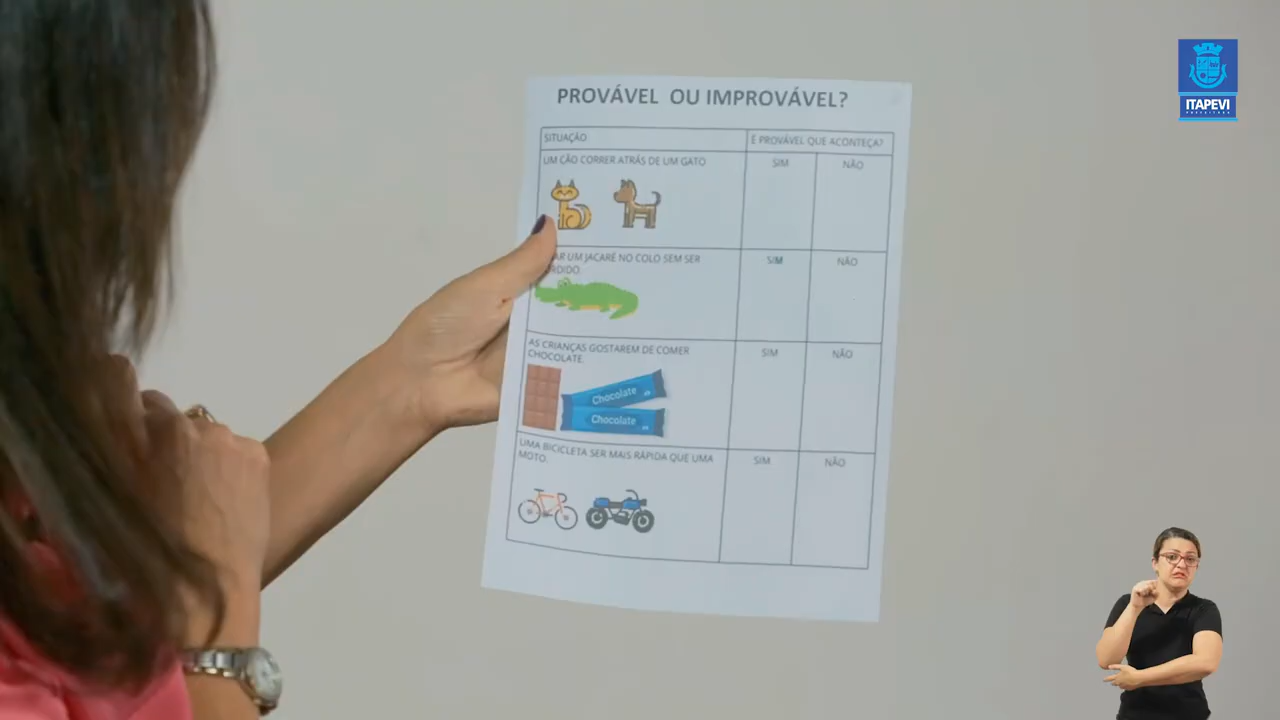 PROVÁVEL OU IMPROVÁVEL?
SITUAÇÃO
É PROVÁVEL QUE ACONTEÇA?
UM CÃO CORRER ATRÁS DE UM GATO
SIM
NÃO
UM JACARÉ NO COLO SEM SER
SIM
NÃO
AS CRIANÇAS GOSTAREM DE COMER
CHOCOLATE.
SIM
NÃO
Chocolate
Chocolate
UMA BICICLETA SER MAIS RÁPIDA QUE UMA
MOTO.
SIM
NÃO
ITAPEVI
PREFEITURA